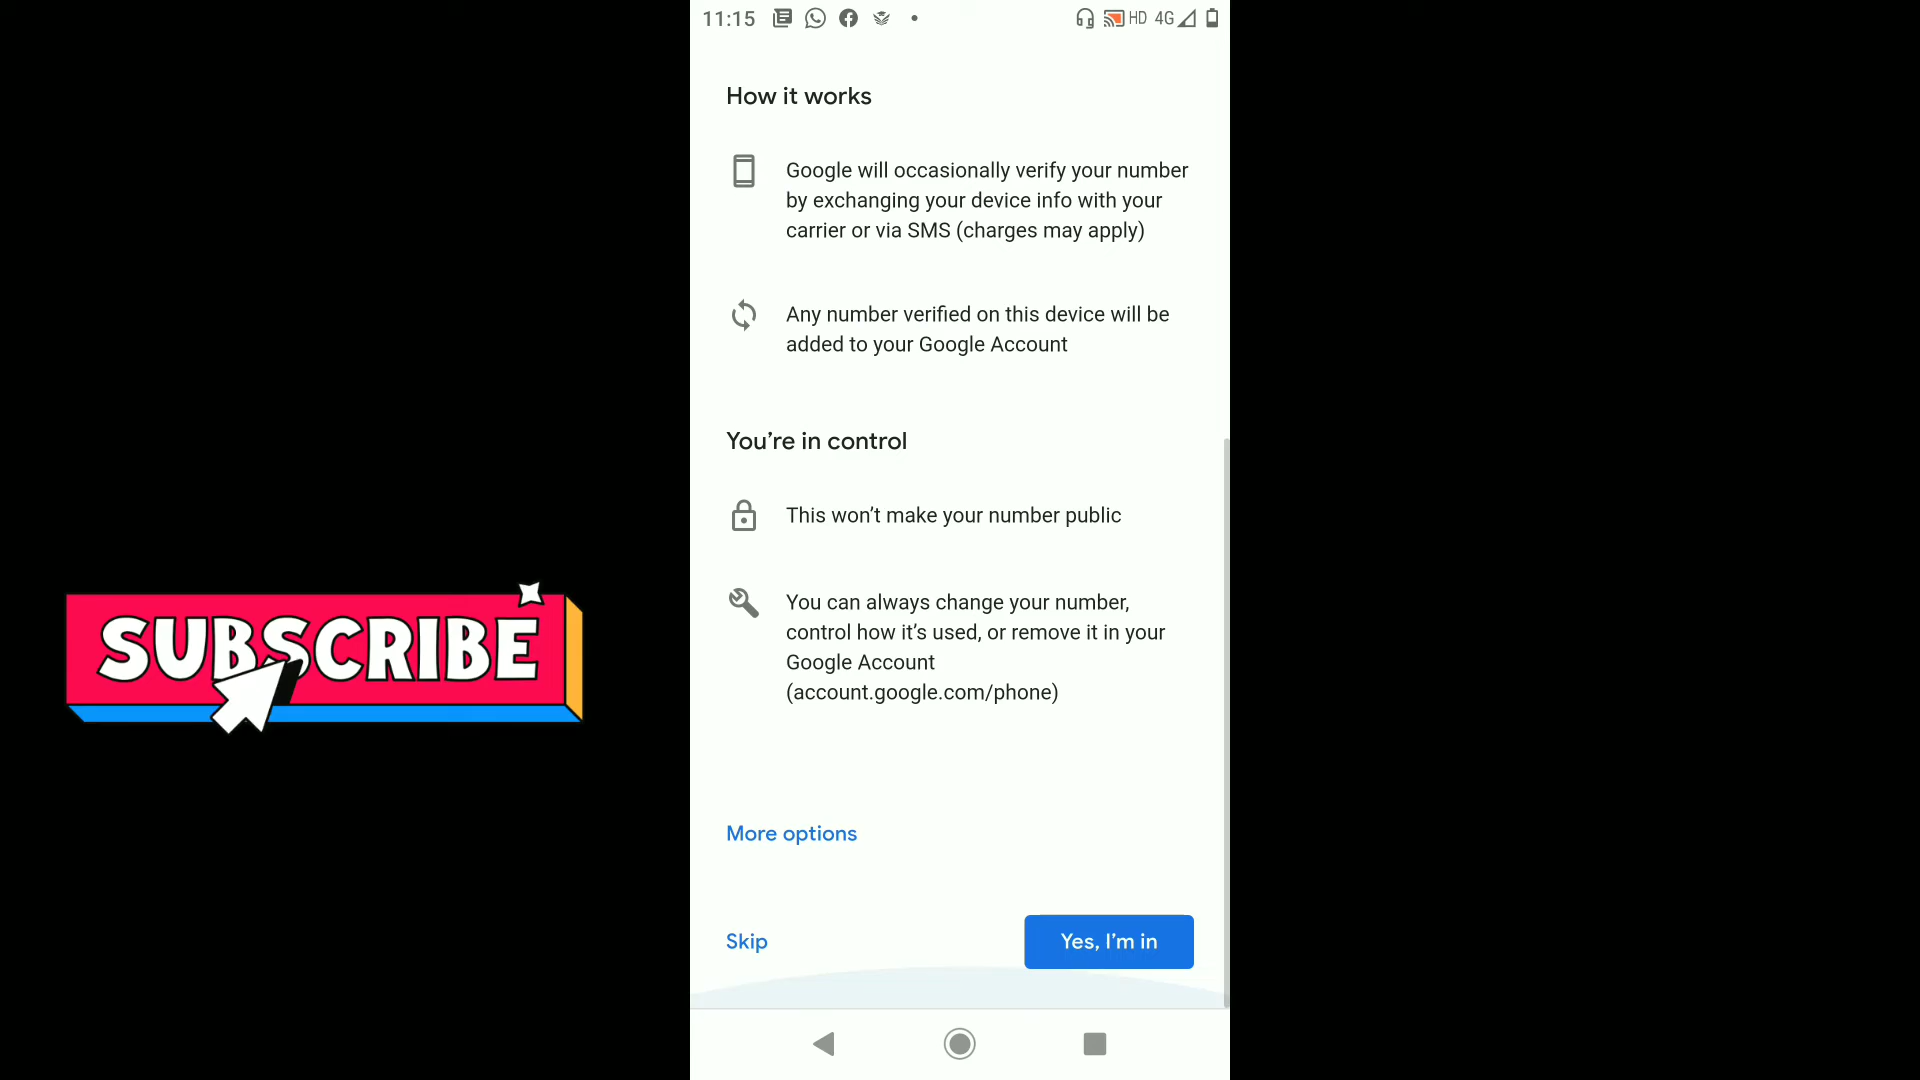 11:15
HD 4G
How it works
Google will occasionally verify your number
by exchanging your device info with your
carrier or via SMS (charges may apply)
Any number verified on this device will be
added to your Google Account
You’re in control
This won’t make your number public
You can always change your number,
control how it’s used, or remove it in your
Google Account
(account.google.com/phone)
SUBSCRIBE
More options
Skip
Yes, I’m in